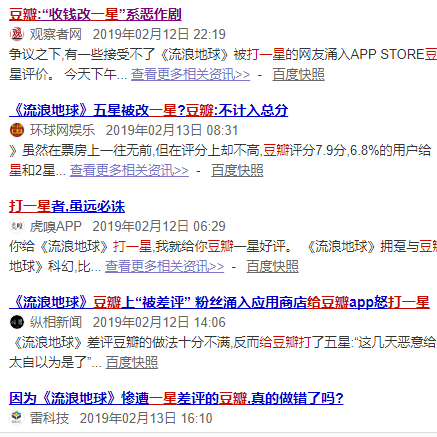 豆瓣:“收钱改一星”系恶作剧
观察者网 2019年02月12日 22:19
争议之下,有一些接受不了《流浪地球》被打一星的网友涌入APP STORE豆
星评价。 今天下午... 查看更多相关资讯>> - 百度快照
《流浪地球》五星被改一星?豆瓣:不计入总分
环球网娱乐 2019年02月13日 08:31
》虽然在票房上一往无前,但在评分上却不高,豆瓣评分7.9分,6.8%的用户给
星和2星... 查看更多相关资讯>> - 百度快照
打一星者,虽远必诛
虎嗅APP 2019年02月12日 06:29
你给《流浪地球》打一星,我就给你豆瓣一星好评。 《流浪地球》拥趸与豆
地球》科幻,比... 查看更多相关资讯>> - 百度快照
《流浪地球》豆瓣上“被差评” 粉丝涌入应用商店给豆瓣app怒打一星
纵相新闻 2019年02月12日 14:06
《流浪地球》差评豆瓣的做法十分不满,反而给豆瓣打了五星:“这几天恶意给
太自以为是了”... 百度快照
因为《流浪地球》惨遭一星差评的豆瓣,真的做错了吗?
雷科技 2019年02月13日 16:10